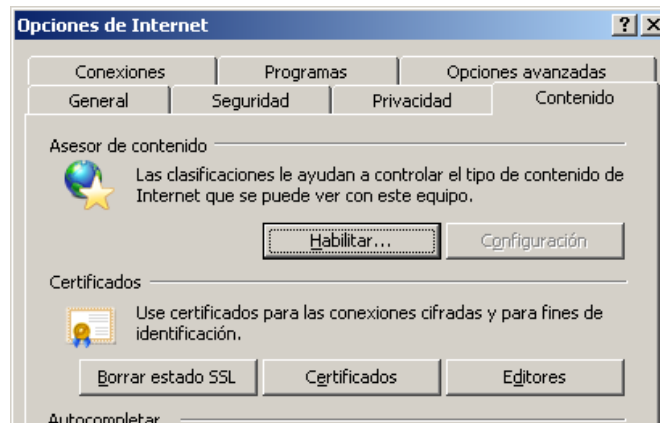 Opciones de Internet
Conexiones Programas Opciones avanzadas
General Seguridad Privacidad Contenido
Asesor de contenido
Las clasificaciones le ayudan a controlar el tipo de contenido de
Internet que se puede ver con este equipo.
Habilitar... Configuración
Certificados
Use certificados para las conexiones cifradas y para fines de
identificación.
Borrar estado SSL Certificados Editores
Autocompletar